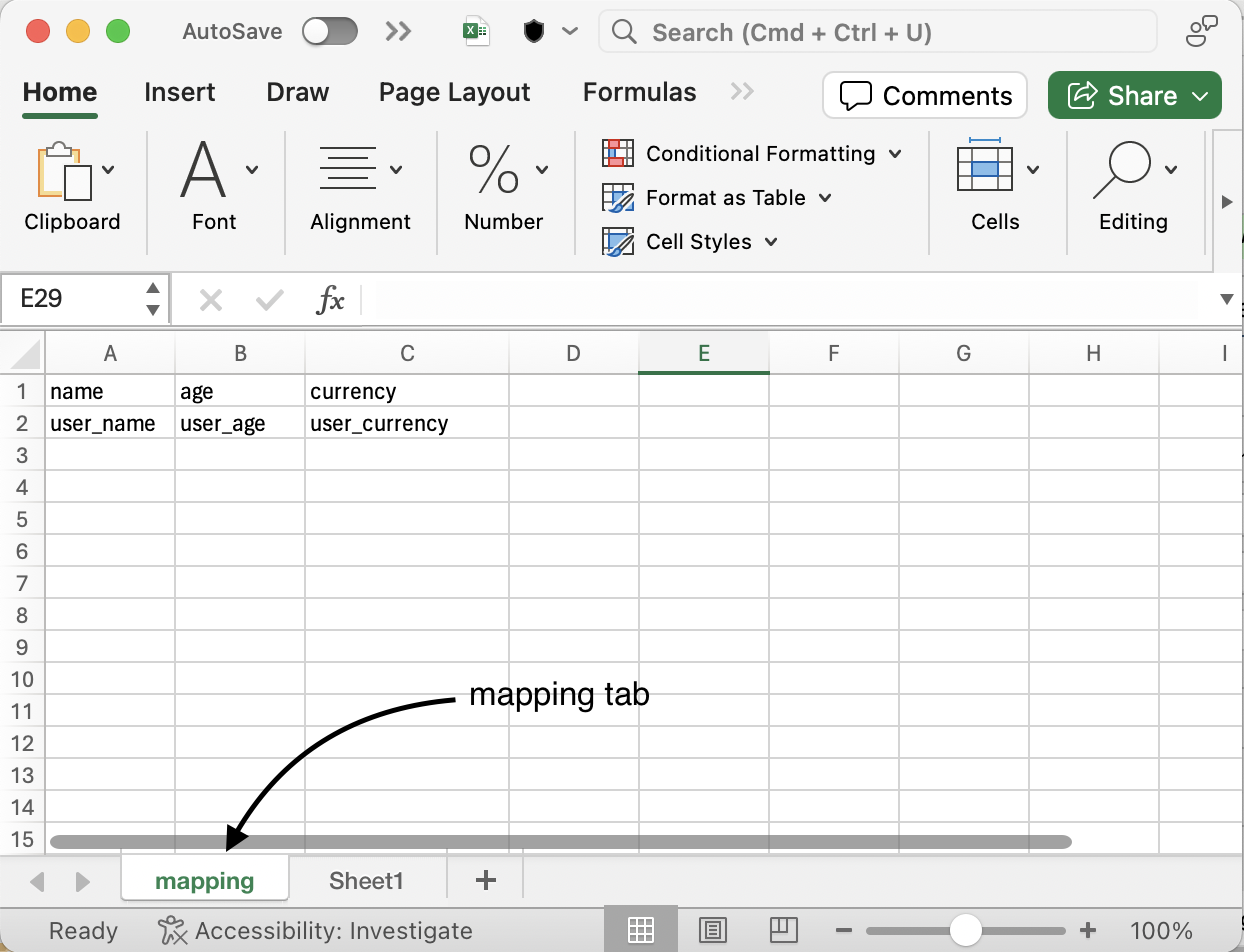 AutoSave
Search (Cmd + Ctrl + U)
Home Insert Draw Page Layout Formulas
Comments
Share
Clipboard
Font
Alignment
Number
Conditional Formatting
Format as Table
Cell Styles
Cells
Editing
E29
fx
A B C D E F G H I
1 name age currency
2 user_name user_age user_currency
3
4
5
6
7
8
9
10
mapping tab
11
12
13
14
15
mapping Sheet1 +
Ready Accessibility: Investigate 100%